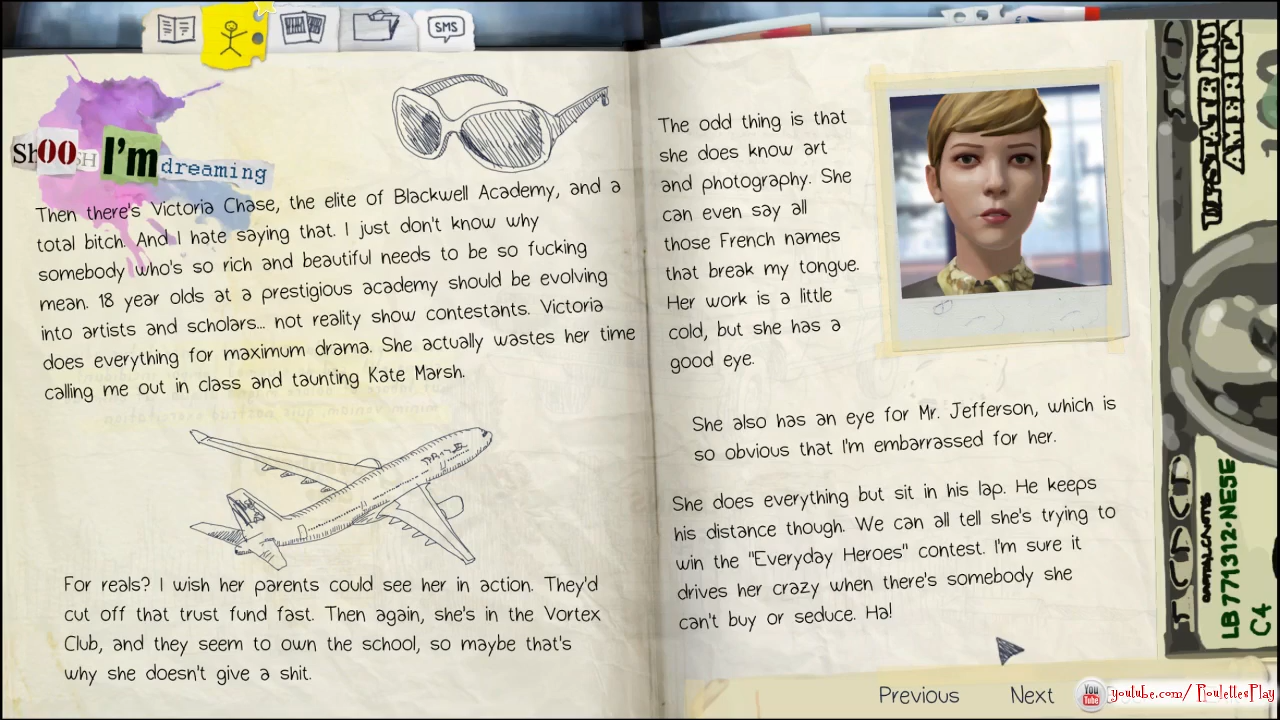 SMS
ShOOSH I'm dreaming
Then there's Victoria Chase, the elite of Blackwell Academy, and a
total bitch. And I hate saying that. I just don't know why
somebody who's so rich and beautiful needs to be so fucking
mean. 18 year olds at a prestigious academy should be evolving
into artists and scholars... not reality show contestants. Victoria
does everything for maximum drama. She actually wastes her time
calling me out in class and taunting Kate Marsh.
For reals? I wish her parents could see her in action. They'd
cut off that trust fund fast. Then again, she's in the Vortex
Club, and they seem to own the school, so maybe that's
why she doesn't give a shit.
The odd thing is that
she does know art
and photography. She
can even say all
those French names
that break my tongue.
Her work is a little
cold, but she has a
good eye.
She also has an eye for Mr. Jefferson, which is
so obvious that I'm embarrassed for her.
She does everything but sit in his lap. He keeps
his distance though. We can all tell she's trying to
win the "Everyday Heroes" contest. I'm sure it
drives her crazy when there's somebody she
can't buy or seduce. Ha!
AMERICA
LB771312-NE5E
C4
Previous
Next
You Tube
youtube.com/RoulettesPlay